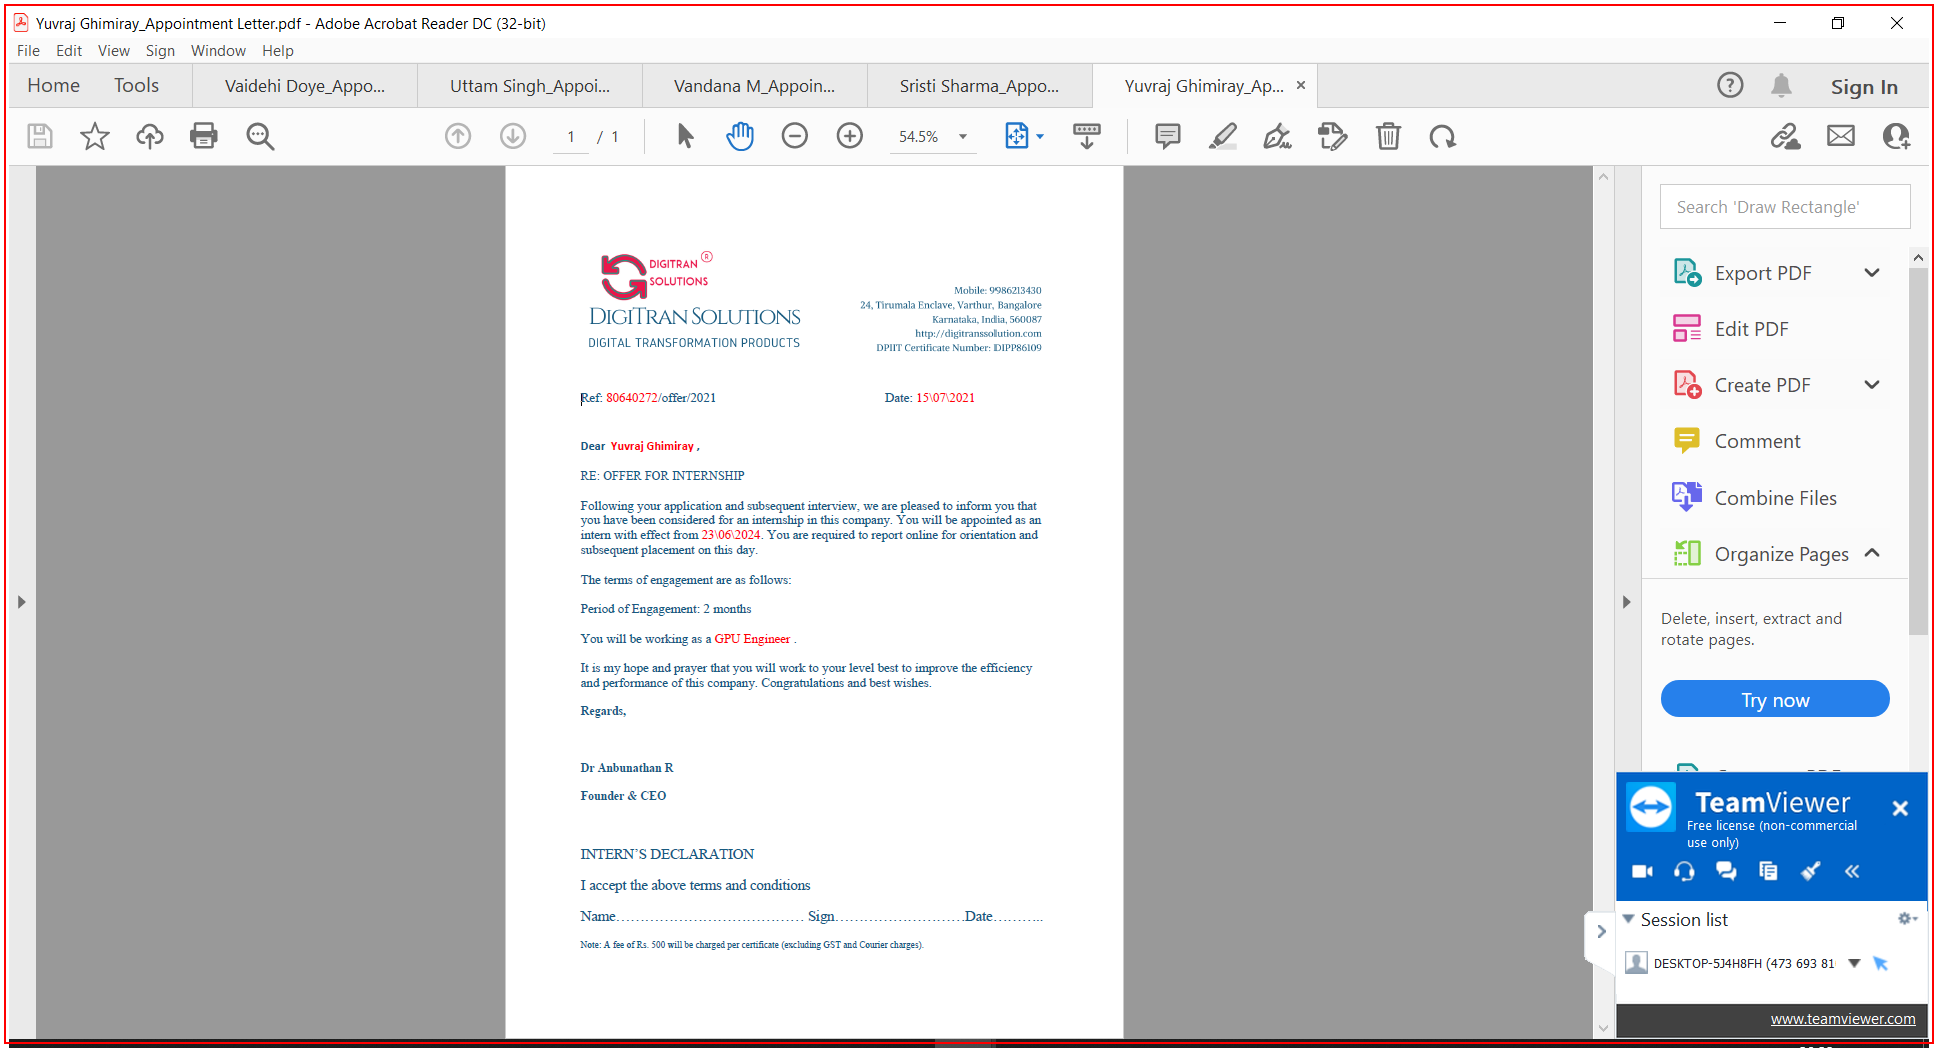 Yuvraj Ghimiray_Appointment Letter.pdf - Adobe Acrobat Reader DC (32-bit)
File Edit View Sign Window Help
Home Tools Vaidehi Doye_Appo... Uttam Singh_Appoi... Vandana M_Appoin... Sristi Sharma_Appo... Yuvraj Ghimiray_Ap... × Sign In
1 / 1 54.5%
Search 'Draw Rectangle'
Export PDF
Edit PDF
Create PDF
Comment
Combine Files
Organize Pages
Delete, insert, extract and
rotate pages.
Try now
DIGITRAN ®
SOLUTIONS
DIGITRAN SOLUTIONS
DIGITAL TRANSFORMATION PRODUCTS
Mobile: 9986213430
24, Tirumala Enclave, Varthur, Bangalore
Karnataka, India, 560087
http://digitranssolution.com
DPIIT Certificate Number: DIPP86109
Ref: 80640272/offer/2021 Date: 15\07\2021
Dear Yuvraj Ghimiray ,
RE: OFFER FOR INTERNSHIP
Following your application and subsequent interview, we are pleased to inform you that
you have been considered for an internship in this company. You will be appointed as an
intern with effect from 23\06\2024. You are required to report online for orientation and
subsequent placement on this day.
The terms of engagement are as follows:
Period of Engagement: 2 months
You will be working as a GPU Engineer .
It is my hope and prayer that you will work to your level best to improve the efficiency
and performance of this company. Congratulations and best wishes.
Regards,
Dr Anbunathan R
Founder & CEO
INTERN'S DECLARATION
I accept the above terms and conditions
Name………………………………… Sign………………………Date………..
Note: A fee of Rs. 500 will be charged per certificate (excluding GST and Courier charges).
TeamViewer
Free license (non-commercial
use only)
Session list
DESKTOP-5J4H8FH (473 693 81
www.teamviewer.com